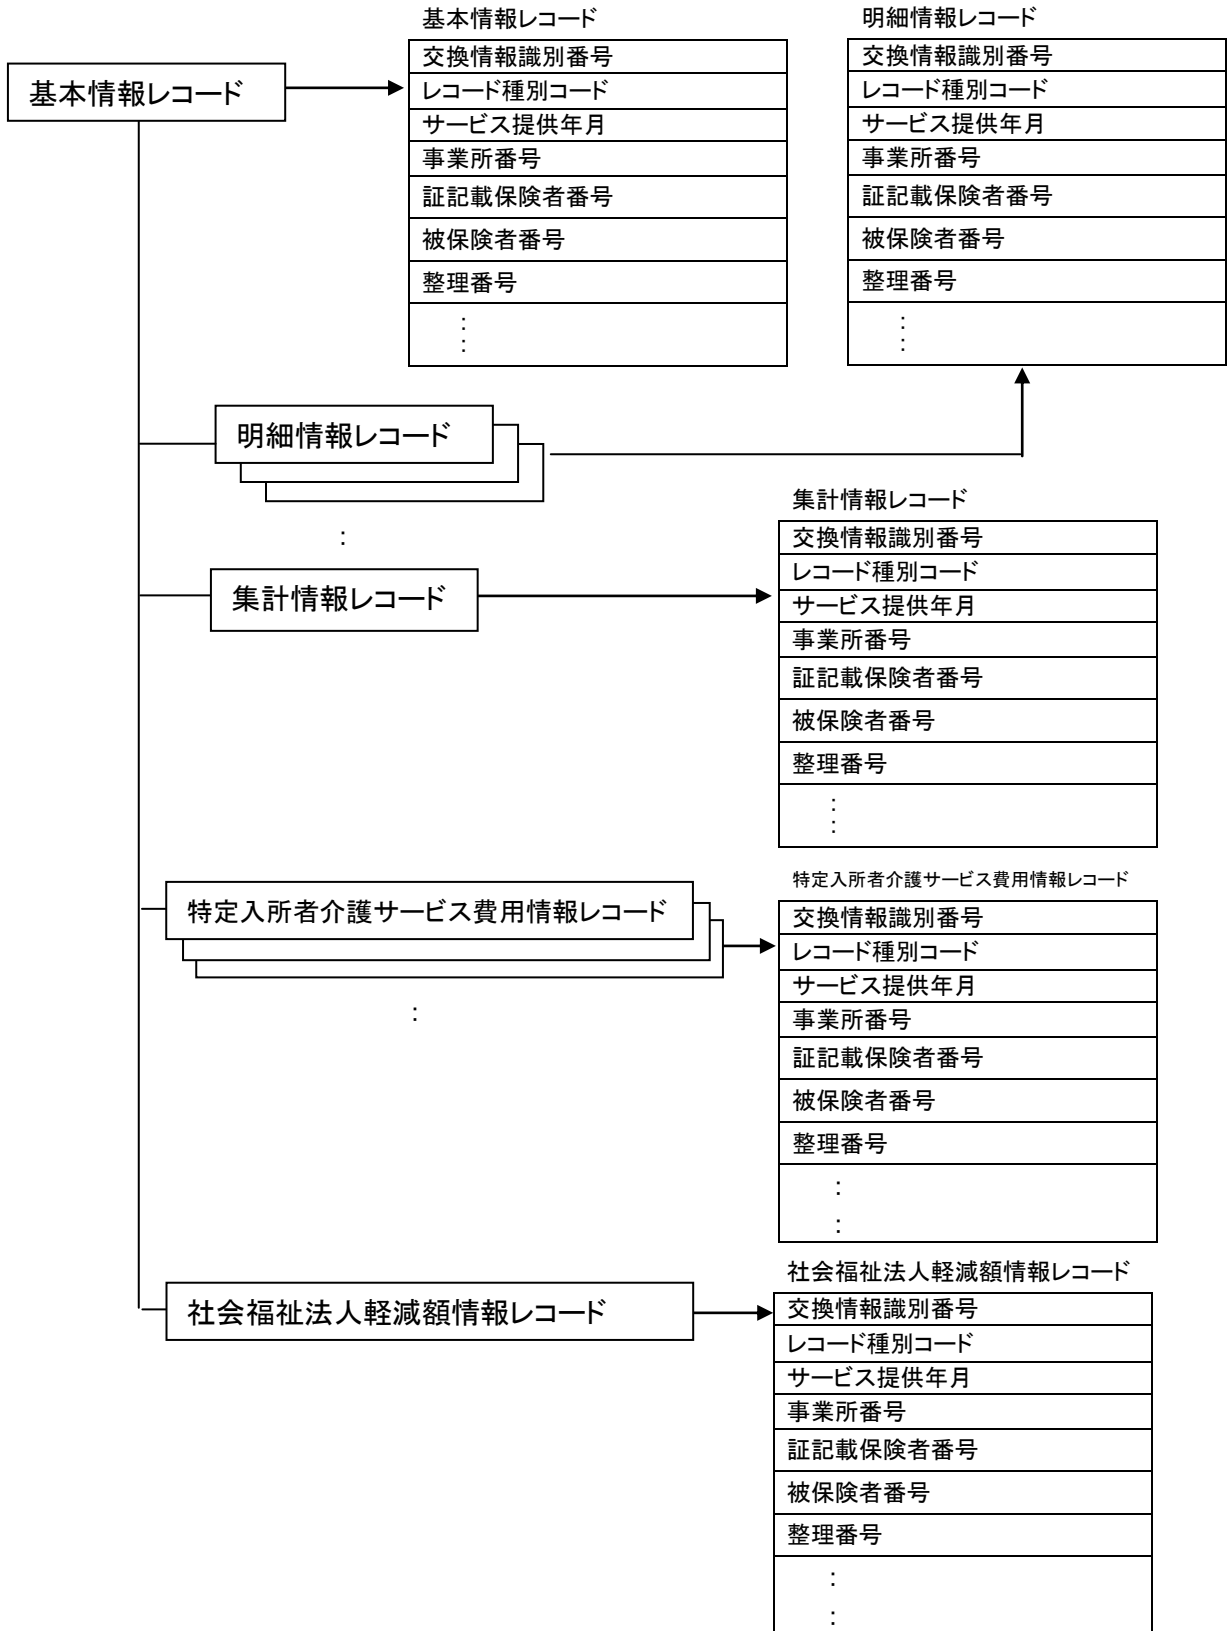 基本情報レコード
基本情報レコード
交換情報識別番号
レコード種別コード
サービス提供年月
事業所番号
証記載保険者番号
被保険者番号
整理番号
:
:
明細情報レコード
交換情報識別番号
レコード種別コード
サービス提供年月
事業所番号
証記載保険者番号
被保険者番号
整理番号
:
:
明細情報レコード
:
集計情報レコード
集計情報レコード
交換情報識別番号
レコード種別コード
サービス提供年月
事業所番号
証記載保険者番号
被保険者番号
整理番号
:
:
特定入所者介護サービス費用情報レコード
:
特定入所者介護サービス費用情報レコード
交換情報識別番号
レコード種別コード
サービス提供年月
事業所番号
証記載保険者番号
被保険者番号
整理番号
:
:
社会福祉法人軽減額情報レコード
社会福祉法人軽減額情報レコード
交換情報識別番号
レコード種別コード
サービス提供年月
事業所番号
証記載保険者番号
被保険者番号
整理番号
:
: